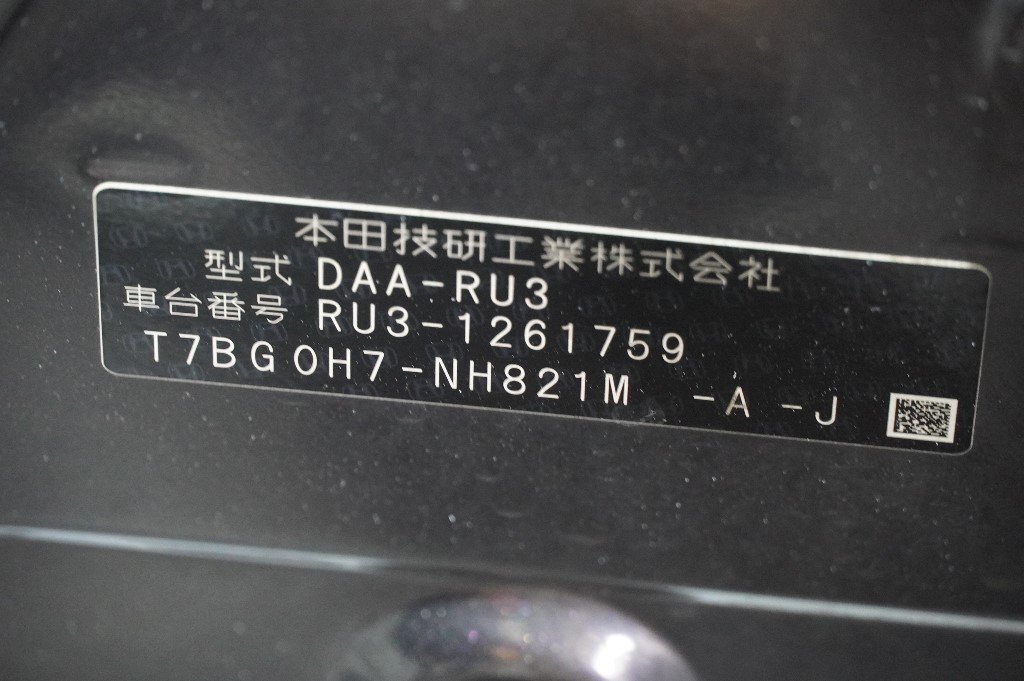 本田技研工業株式会社
型式 DAA-RU3
車台番号 RU3-1261759
T7BG0H7-NH821M -A -J